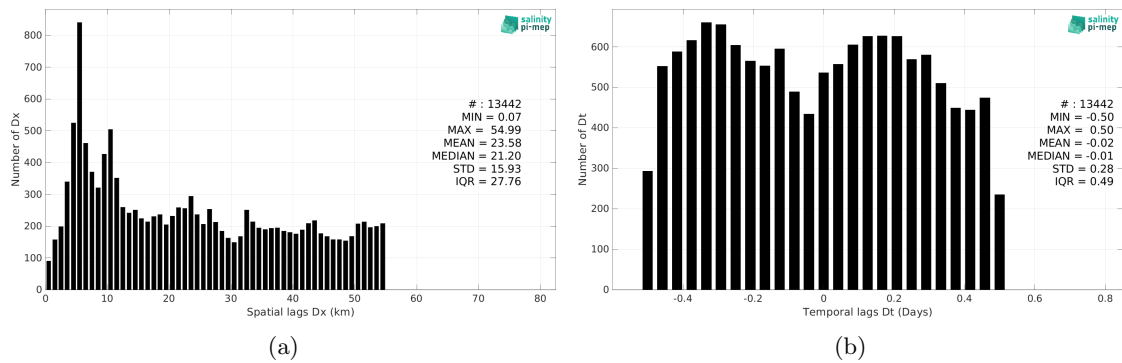 salinity
pi-mep
800
700
600
500
400
300
200
100
0
Number of Dx
# : 13442
MIN = 0.07
MAX = 54.99
MEAN = 23.58
MEDIAN = 21.20
STD = 15.93
IQR = 27.76
0 10 20 30 40 50 60 70 80
Spatial lags Dx (km)
(a)
salinity
pi-mep
600
500
400
300
200
100
0
Number of Dt
# : 13442
MIN = -0.50
MAX = 0.50
MEAN = -0.02
MEDIAN = -0.01
STD = 0.28
IQR = 0.49
-0.4 -0.2 0 0.2 0.4 0.6 0.8
Temporal lags Dt (Days)
(b)